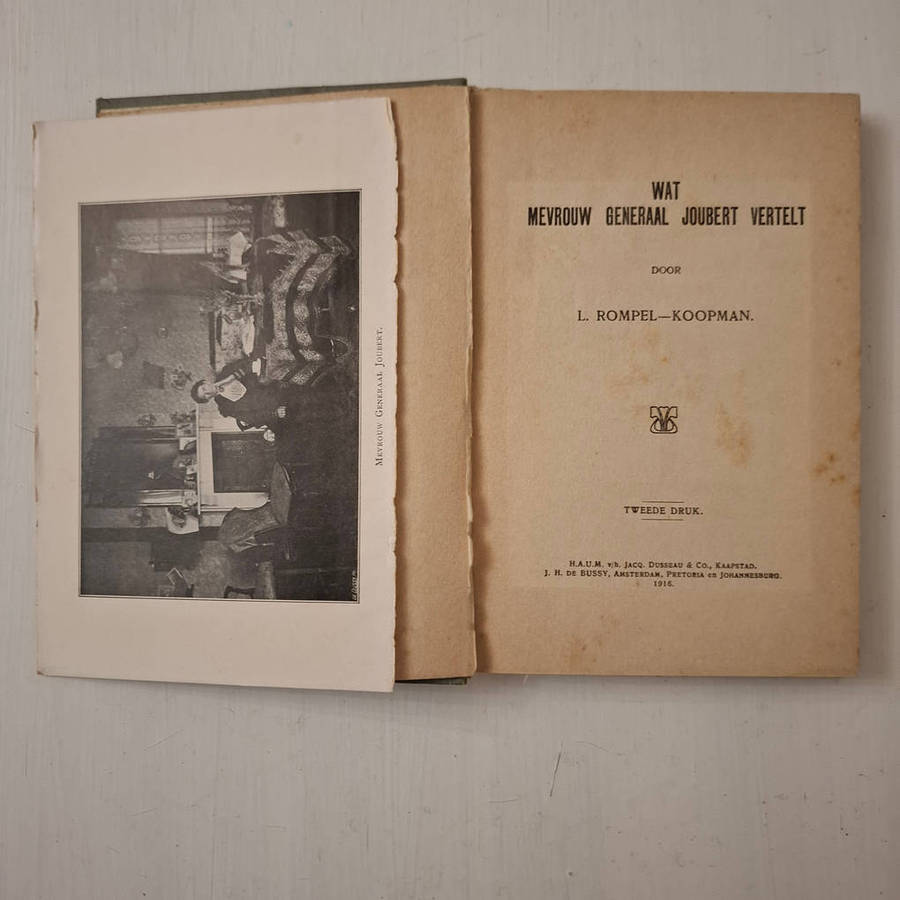 MEVROUW GENERAAL JOUBERT.
WAT
MEVROUW GENERAAL JOUBERT VERTELT
DOOR
L. ROMPEL—KOOPMAN.
TWEEDE DRUK.
H.A.U.M. v/h. JACQ. DUSSEAU & CO., KAAPSTAD.
J. H. DE BUSSY, AMSTERDAM, PRETORIA en JOHANNESBURG.
1916.